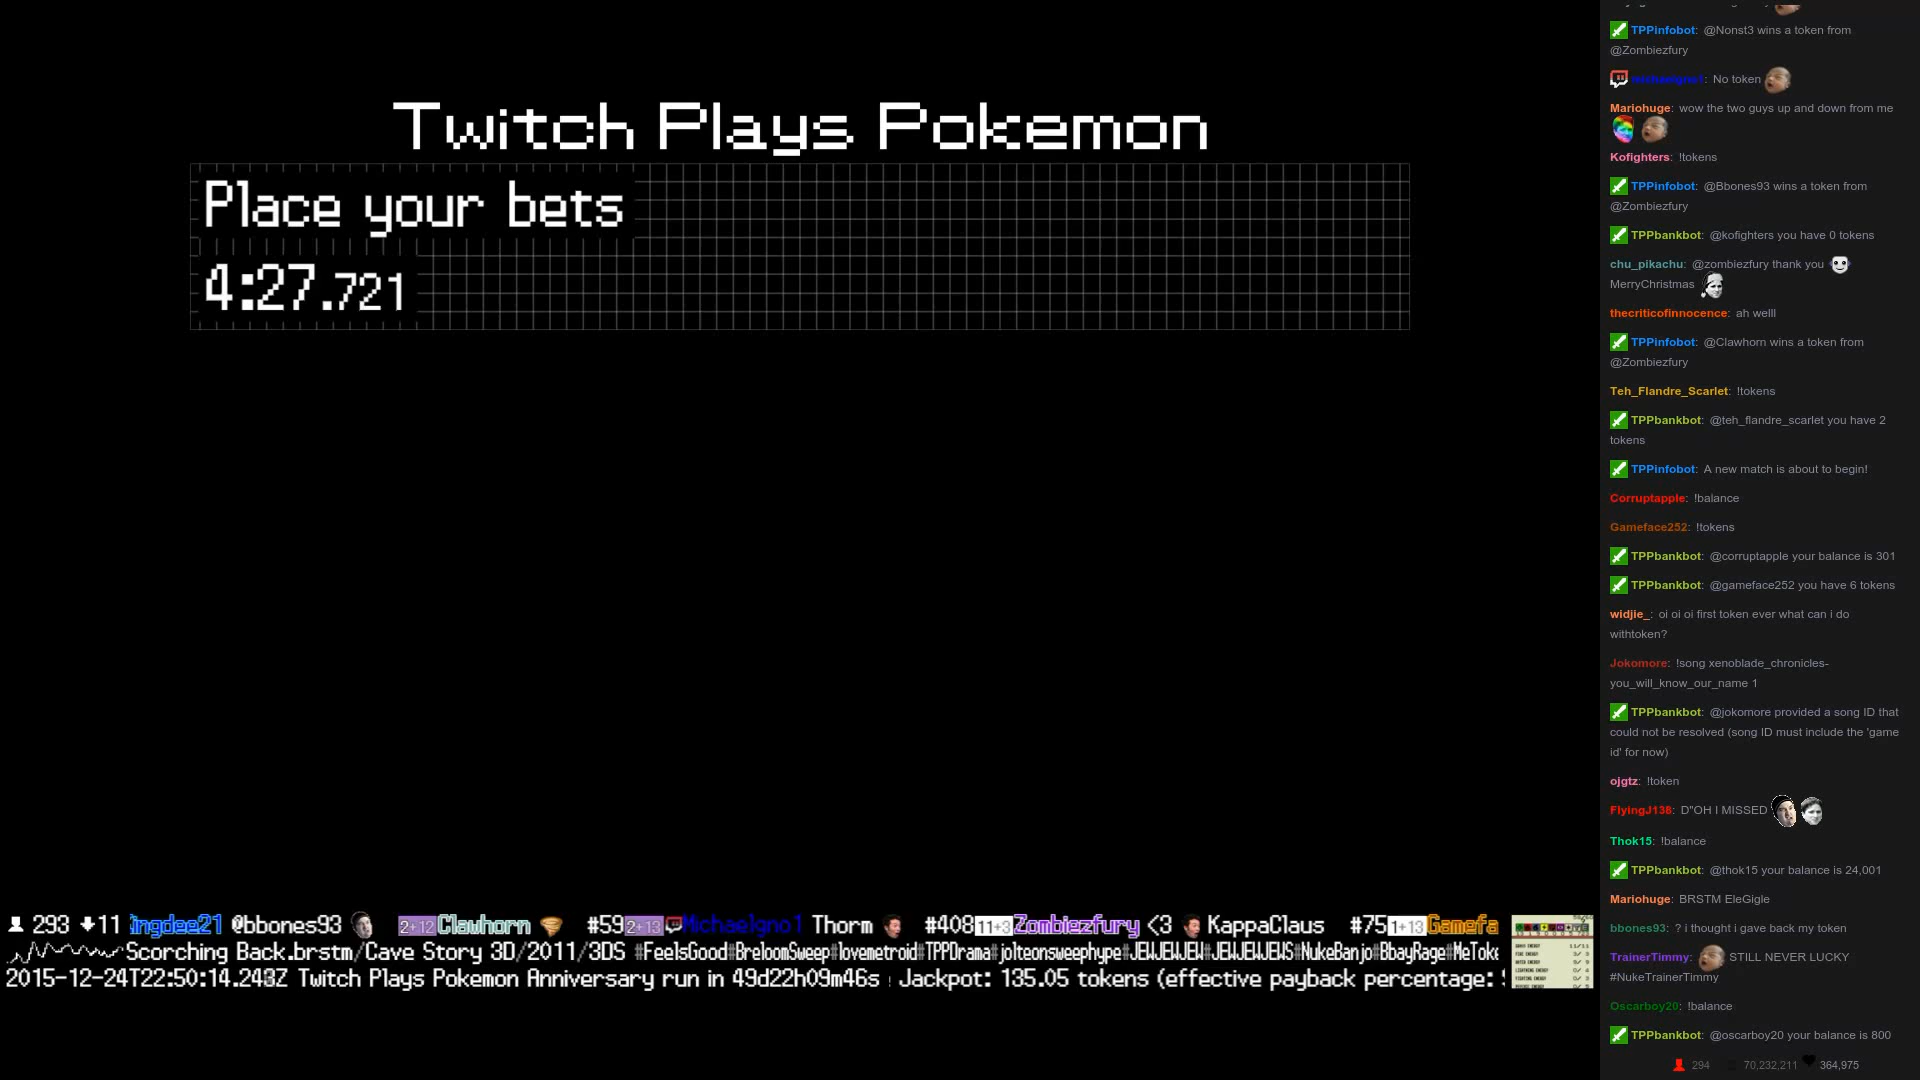 Twitch Plays Pokemon
Place your bets
4:27.721
293 11 ingdee21 @bbones93 2+12 Clawhorn #59 2+13 Michaelgno1 Thorm #408 11+3 Zombiezfury <3 KappaClaus #75 1+13 Gamefa
Scorching Back.brstm/Cave Story 3D/2011/3DS #FeelsGood#BreloomSweep#lovemetroid#TPPDrama#jolteonsweephype#JEWJEWJEW#JEWJEWJEWS#NukeBanjo#BbayRage#MeToke
2015-12-24T22:50:14.248Z Twitch Plays Pokemon Anniversary run in 49d22h09m46s Jackpot: 135.05 tokens (effective payback percentage:
TPPinfobot: @Nonst3 wins a token from
@Zombiezfury
michaelgno1: No token
Mariohuge: wow the two guys up and down from me
Kofighters: !tokens
TPPinfobot: @Bbones93 wins a token from
@Zombiezfury
TPPbankbot: @kofighters you have 0 tokens
chu_pikachu: @zombiezfury thank you
MerryChristmas
thecriticofinnocence: ah welll
TPPinfobot: @Clawhorn wins a token from
@Zombiezfury
Teh_Flandre_Scarlet: !tokens
TPPbankbot: @teh_flandre_scarlet you have 2
tokens
TPPinfobot: A new match is about to begin!
Corruptapple: !balance
Gameface252: !tokens
TPPbankbot: @corruptapple your balance is 301
TPPbankbot: @gameface252 you have 6 tokens
widjie_: oi oi oi first token ever what can i do
withtoken?
Jokomore: !song xenoblade_chronicles-
you_will_know_our_name 1
TPPbankbot: @jokomore provided a song ID that
could not be resolved (song ID must include the 'game
id' for now)
ojgtz: !token
FlyingJ138: D"OH I MISSED
Thok15: !balance
TPPbankbot: @thok15 your balance is 24,001
Mariohuge: BRSTM EleGigle
bbones93: ? i thought i gave back my token
TrainerTimmy: STILL NEVER LUCKY
#NukeTrainerTimmy
Oscarboy20: !balance
TPPbankbot: @oscarboy20 your balance is 800
294 70,232,211 364,975